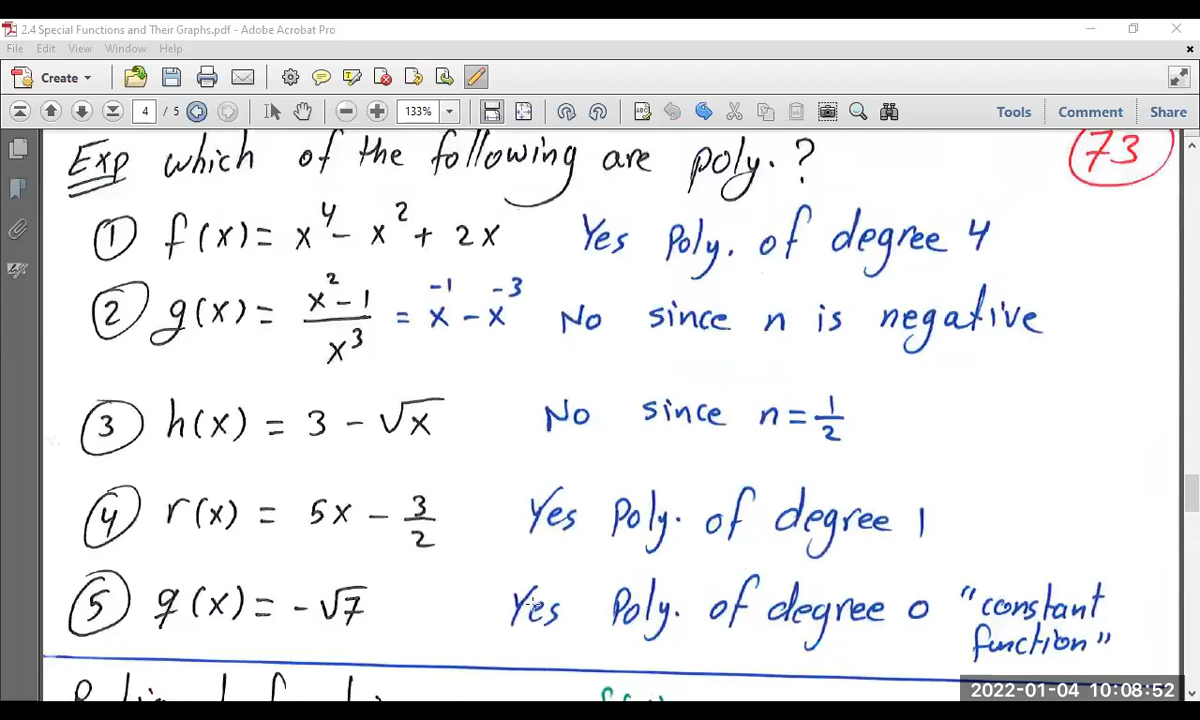 2.4 Special Functions and Their Graphs.pdf - Adobe Acrobat Pro
File Edit View Window Help
Create
4 / 5 133% Tools Comment Share
Exp which of the following are poly. ? 73
① f(x) = x⁴ - x² + 2x Yes Poly. of degree 4
② g(x) = (x² - 1)/x³ = x⁻¹ - x⁻³ No since n is negative
③ h(x) = 3 - √x No since n = 1/2
④ r(x) = 5x - 3/2 Yes Poly. of degree 1
⑤ q(x) = -√7 Yes Poly. of degree 0 "constant
function"
2022-01-04 10:08:52